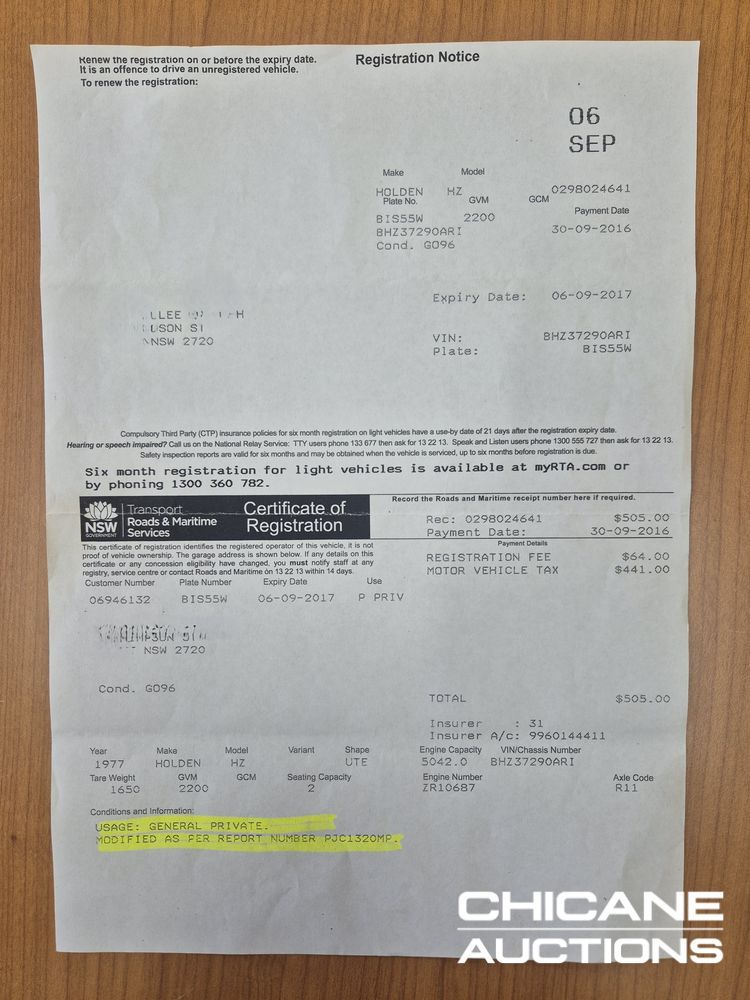 Renew the registration on or before the expiry date.
It is an offence to drive an unregistered vehicle.
To renew the registration:
Registration Notice
06
SEP
Make Model
HOLDEN HZ 0298024641
Plate No. GVM GCM
Payment Date
BIS55W 2200
BHZ37290ARI 30-09-2016
Cond. G096
Expiry Date: 06-09-2017
NSW 2720
VIN: BHZ37290ARI
Plate: BIS55W
Compulsory Third Party (CTP) insurance policies for six month registration on light vehicles have a use-by date of 21 days after the registration expiry date.
Hearing or speech impaired? Call us on the National Relay Service: TTY users phone 133 677 then ask for 13 22 13. Speak and Listen users phone 1300 555 727 then ask for 13 22 13.
Safety inspection reports are valid for six months and may be obtained when the vehicle is serviced, up to six months before registration is due.
Six month registration for light vehicles is available at myRTA.com or
by phoning 1300 360 782.
NSW
GOVERNMENT
Transport
Roads & Maritime
Services
Certificate of
Registration
Record the Roads and Maritime receipt number here if required.
Rec: 0298024641 $505.00
Payment Date: 30-09-2016
Payment Details
REGISTRATION FEE $64.00
MOTOR VEHICLE TAX $441.00
This certificate of registration identifies the registered operator of this vehicle, it is not
proof of vehicle ownership. The garage address is shown below. If any details on this
certificate or any concession eligibility have changed, you must notify staff at any
registry, service centre or contact Roads and Maritime on 13 22 13 within 14 days.
Customer Number Plate Number Expiry Date Use
06946132 BIS55W 06-09-2017 P PRIV
NSW 2720
Cond. G096
TOTAL $505.00
Insurer : 31
Insurer A/c: 9960144411
Year Make Model Variant Shape Engine Capacity VIN/Chassis Number
1977 HOLDEN HZ UTE 5042.0 BHZ37290ARI
Tare Weight GVM GCM Seating Capacity Engine Number Axle Code
1650 2200 2 ZR10687 R11
Conditions and Information:
USAGE: GENERAL PRIVATE.
MODIFIED AS PER REPORT NUMBER PJC1320MP.
CHICANE
AUCTIONS